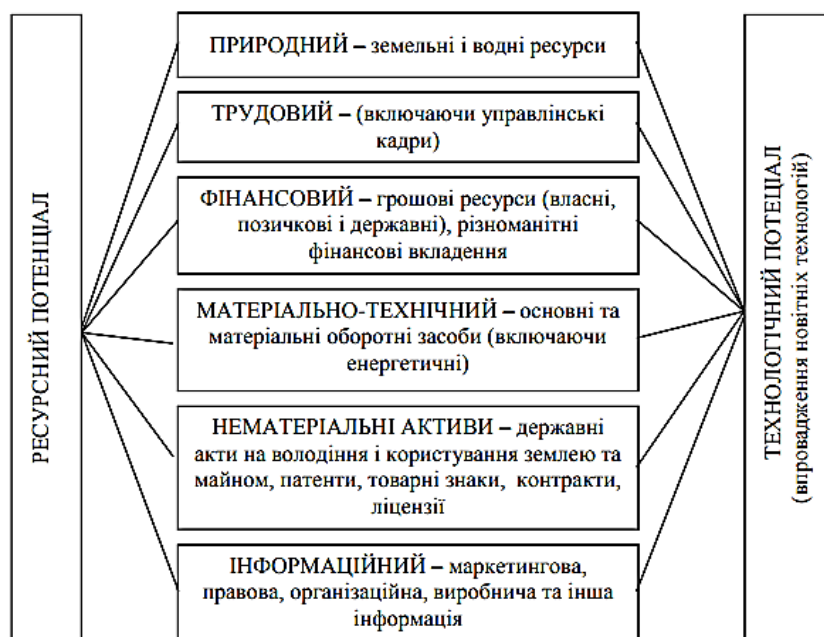 РЕСУРСНИЙ ПОТЕНЦІАЛ
ПРИРОДНИЙ – земельні і водні ресурси
ТРУДОВИЙ – (включаючи управлінські
кадри)
ФІНАНСОВИЙ – грошові ресурси (власні,
позичкові і державні), різноманітні
фінансові вкладення
МАТЕРІАЛЬНО-ТЕХНІЧНИЙ – основні та
матеріальні оборотні засоби (включаючи
енергетичні)
НЕМАТЕРІАЛЬНІ АКТИВИ – державні
акти на володіння і користування землею та
майном, патенти, товарні знаки, контракти,
ліцензії
ІНФОРМАЦІЙНИЙ – маркетингова,
правова, організаційна, виробнича та інша
інформація
ТЕХНОЛОГІЧНИЙ ПОТЕЦІАЛ
(впровадження новітніх технологій)